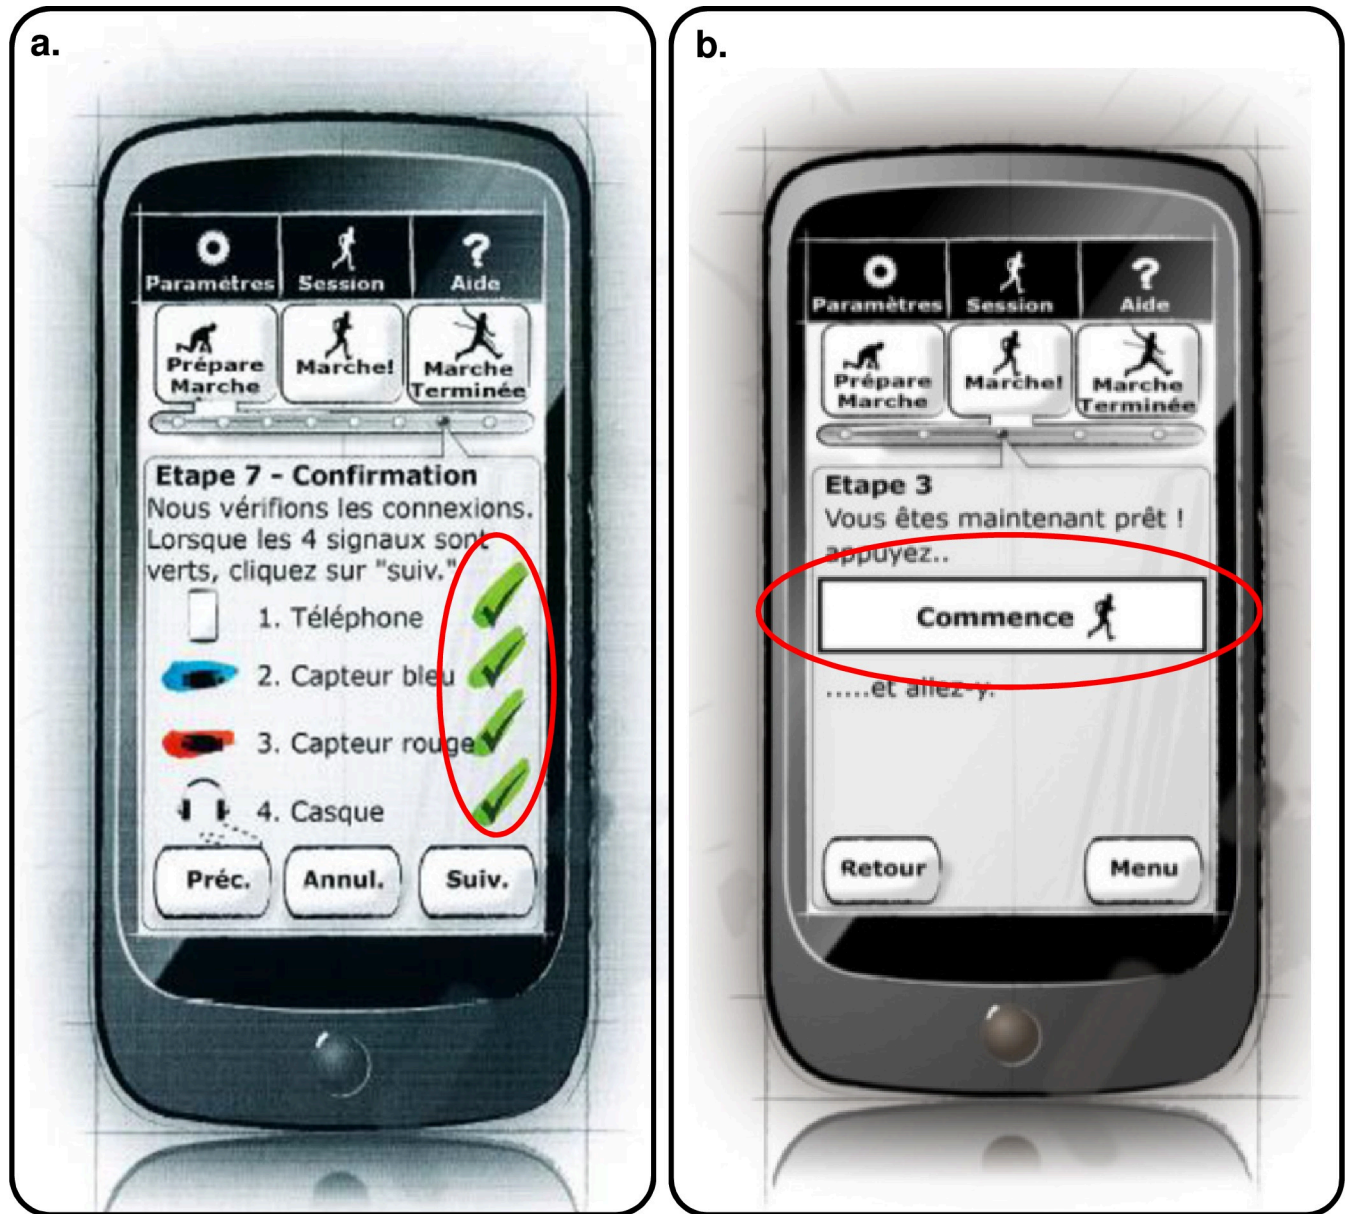 a.
Paramètres
Session
?
Aide
Prépare
Marche
Marche!
Marche
Terminée
Etape 7 - Confirmation
Nous vérifions les connexions.
Lorsque les 4 signaux sont
verts, cliquez sur "suiv."
1. Téléphone
2. Capteur bleu
3. Capteur rouge
4. Casque
Préc.
Annul.
Suiv.
b.
Paramètres
Session
?
Aide
Prépare
Marche
Marche!
Marche
Terminée
Etape 3
Vous êtes maintenant prêt !
appuyez..
Commence
.....et allez-y.
Retour
Menu